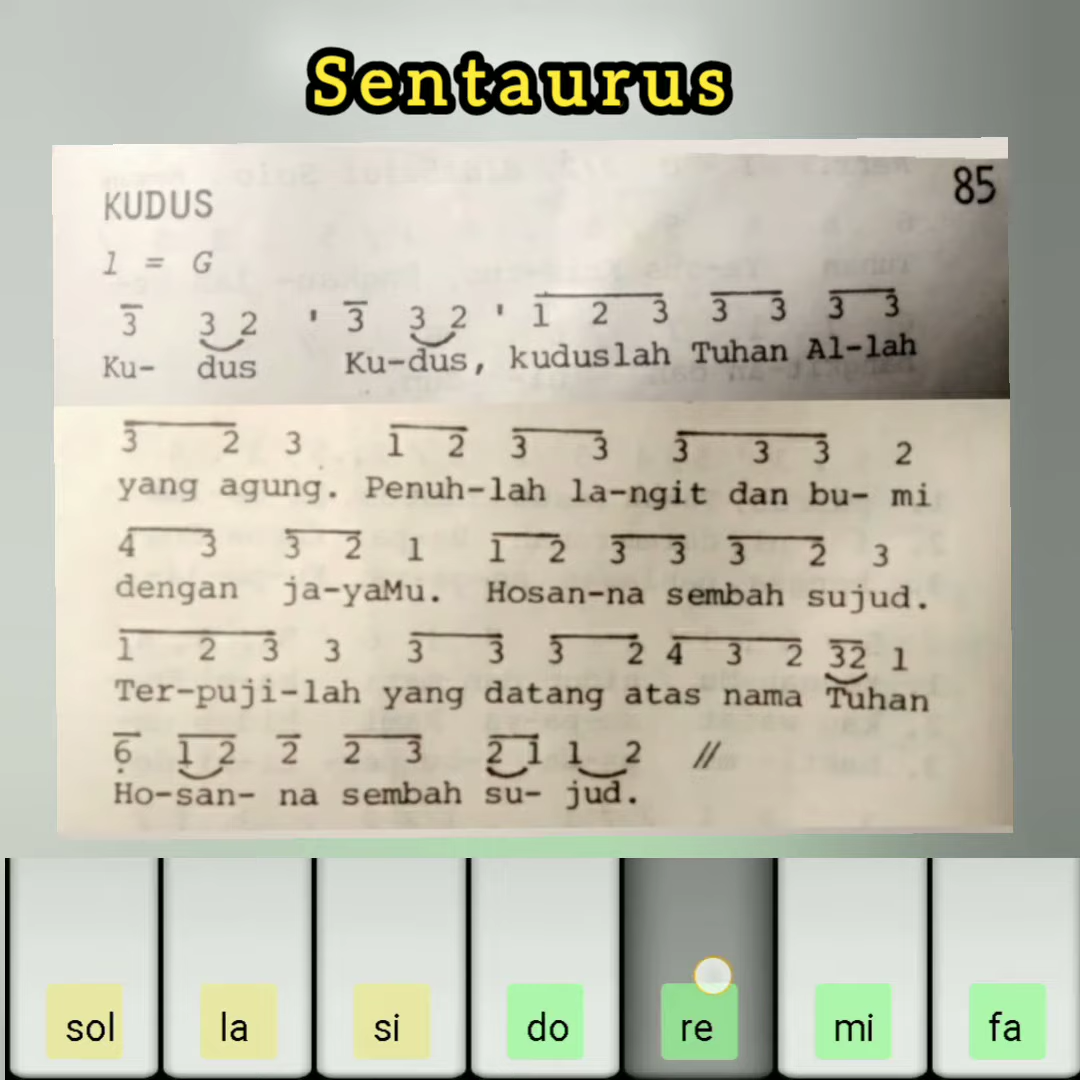 Sentaurus
KUDUS 85
1 = G
3 3 2 ' 3 3 2 ' 1 2 3 3 3 3 3
Ku- dus Ku-dus, kuduslah Tuhan Al-lah
3 2 3 1 2 3 3 3 3 3 2
yang agung. Penuh-lah la-ngit dan bu- mi
4 3 3 2 1 1 2 3 3 3 2 3
dengan ja-yaMu. Hosan-na sembah sujud.
1 2 3 3 3 3 3 2 4 3 2 32 1
Ter-puji-lah yang datang atas nama Tuhan
6 1 2 2 2 3 2 1 1 2 //
Ho-san- na sembah su- jud.
sol la si do re mi fa